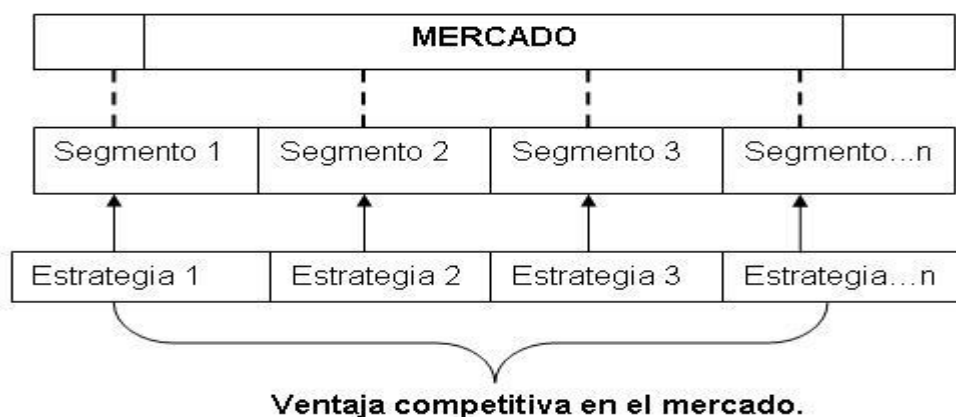 MERCADO
Segmento 1 Segmento 2 Segmento 3 Segmento...n
Estrategia 1 Estrategia 2 Estrategia 3 Estrategia...n
Ventaja competitiva en el mercado.